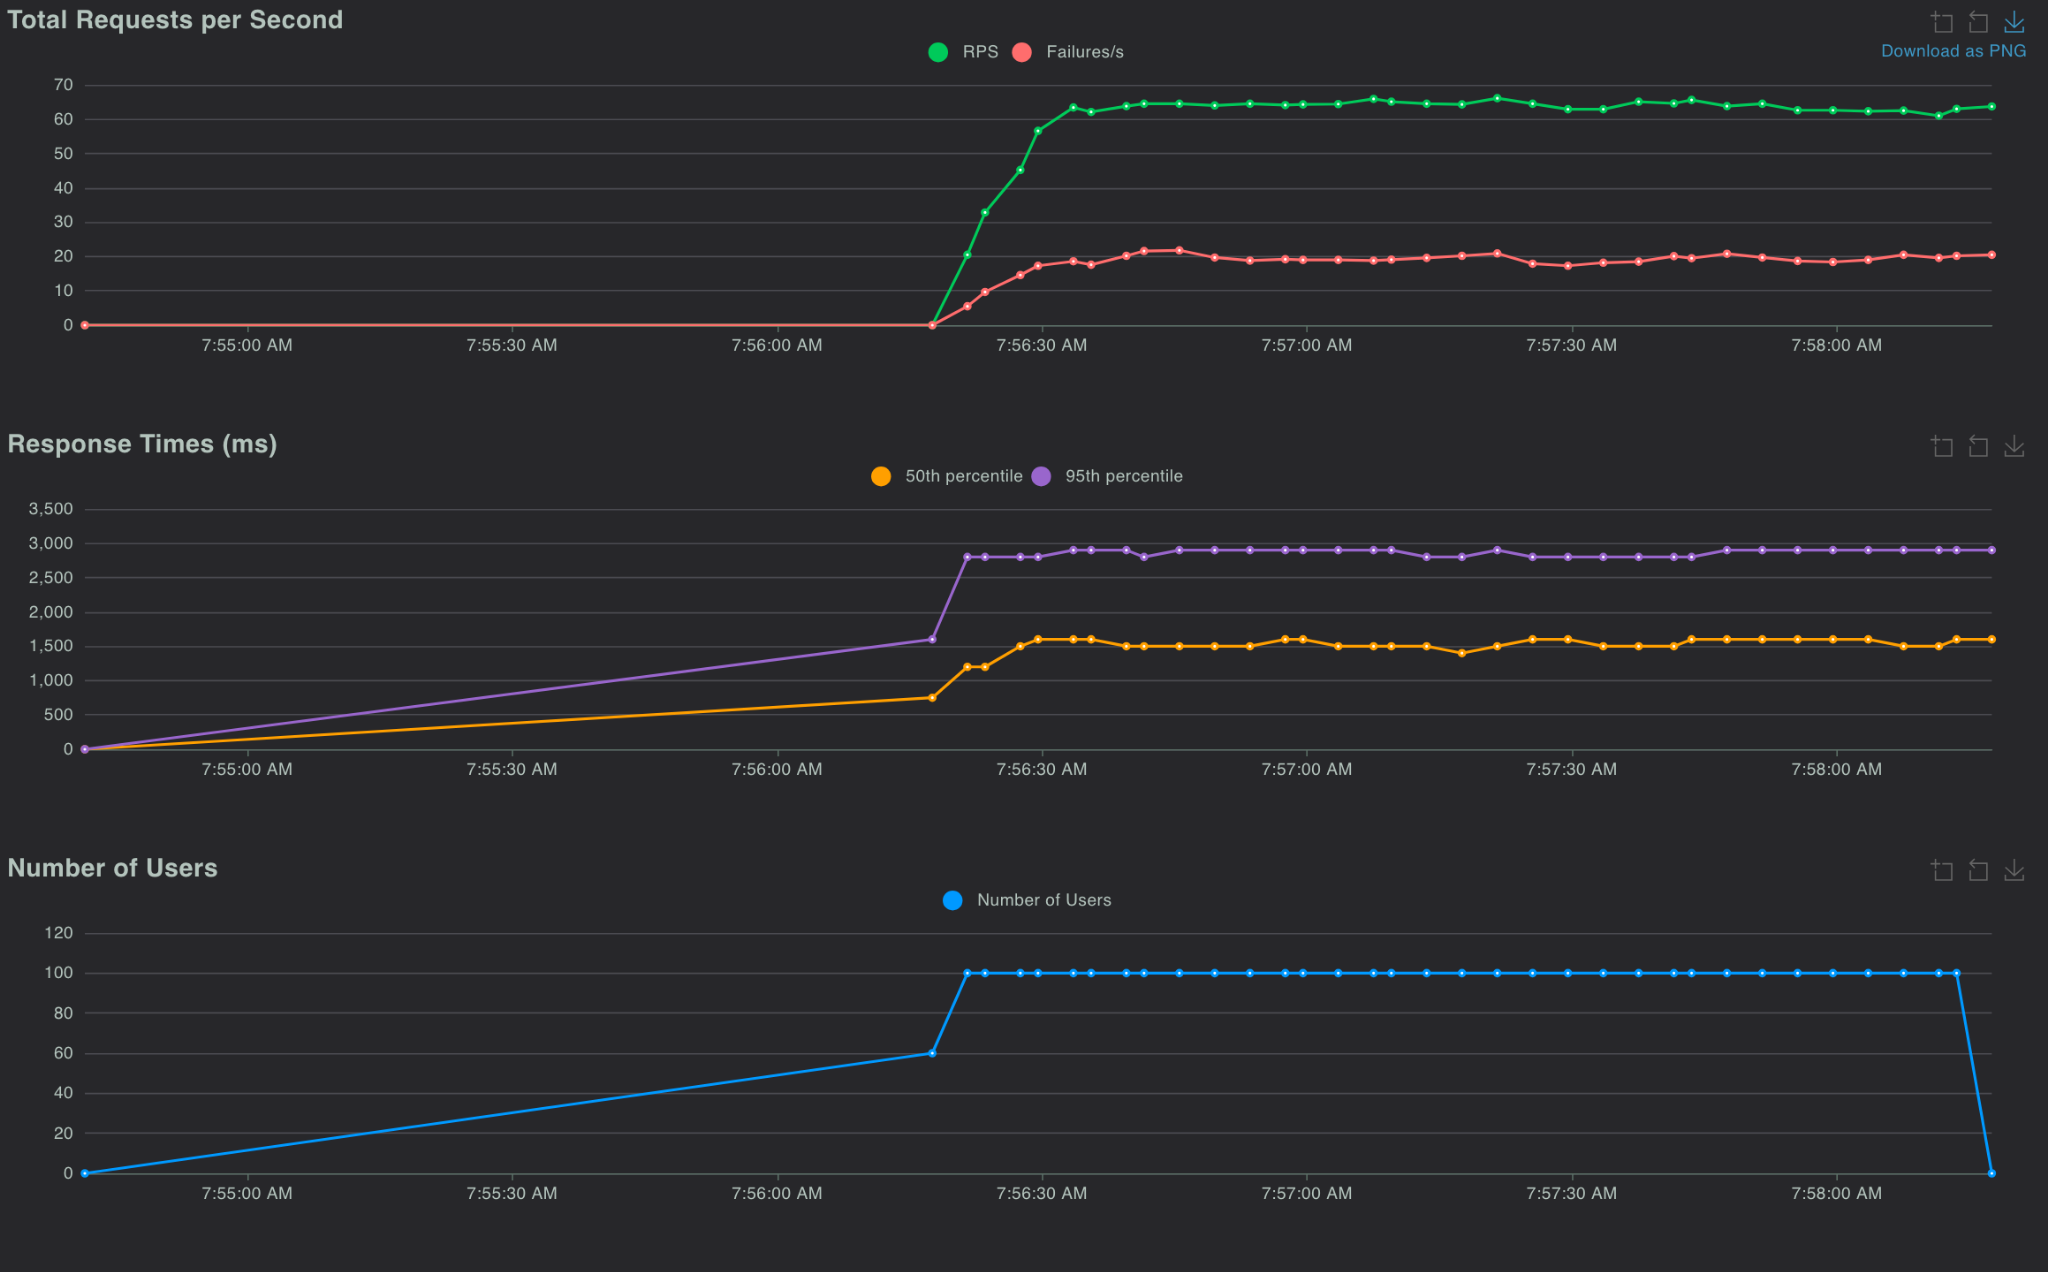 Total Requests per Second
Download as PNG
RPS Failures/s
70
60
50
40
30
20
10
0
7:55:00 AM 7:55:30 AM 7:56:00 AM 7:56:30 AM 7:57:00 AM 7:57:30 AM 7:58:00 AM
Response Times (ms)
50th percentile 95th percentile
3,500
3,000
2,500
2,000
1,500
1,000
500
0
7:55:00 AM 7:55:30 AM 7:56:00 AM 7:56:30 AM 7:57:00 AM 7:57:30 AM 7:58:00 AM
Number of Users
Number of Users
120
100
80
60
40
20
0
7:55:00 AM 7:55:30 AM 7:56:00 AM 7:56:30 AM 7:57:00 AM 7:57:30 AM 7:58:00 AM